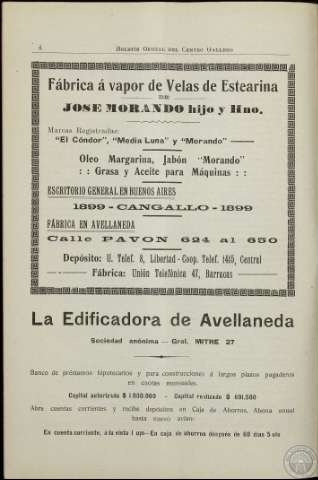 4 BOLETIN OFICIAL DEL CENTRO GALLEGO
Fábrica á vapor de Velas de Estearina
DE
JOSE MORANDO hijo y Hno.
Marcas Registradas:
"El Cóndor", "Media Luna" y "Morando"
Oleo Margarina, Jabón "Morando"
: : Grasa y Aceite para Máquinas : :
ESCRITORIO GENERAL EN BUENOS AIRES
1899 - CANGALLO - 1899
FÁBRICA EN AVELLANEDA
Calle PAVON 624 al 650
Depósito: U. Telef. 8, Libertad - Coop. Telef. 1415, Central
Fábrica: Unión Telefónica 47, Barracas
La Edificadora de Avellaneda
Sociedad anónima — Gral. MITRE 27
Banco de préstamos hipotecarios y para construcciones á largos plazos pagaderos
en cuotas mensuales.
Capital autorizado $ 1.000.000 - Capital realizado $ 691.500
Abre cuentas corrientes y recibe depósitos en Caja de Ahorros. Abona usual
hasta nuevo aviso:
En cuenta corriente, á la vista 1 o/o — En caja de ahorros después de 60 días 5 o/o